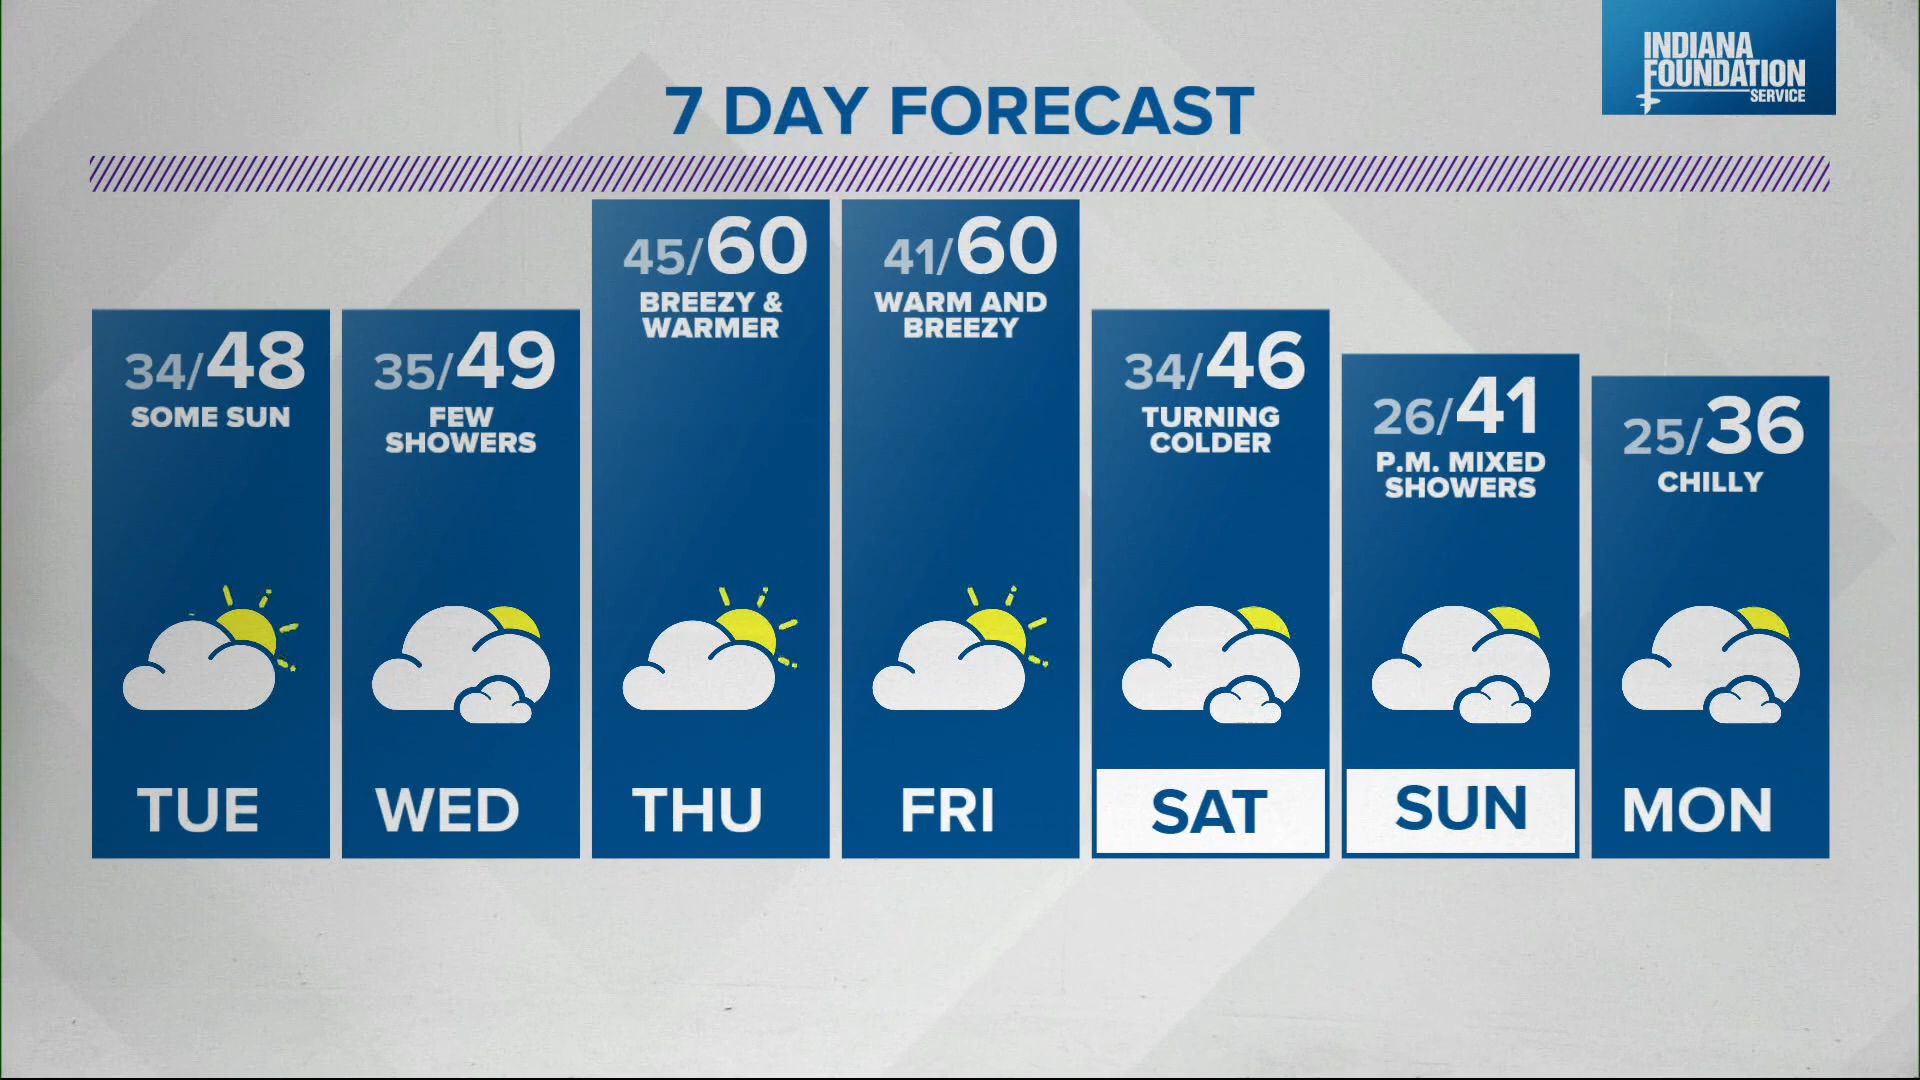 INDIANA
FOUNDATION
SERVICE
7 DAY FORECAST
34/48
SOME SUN
TUE
35/49
FEW
SHOWERS
WED
45/60
BREEZY &
WARMER
THU
41/60
WARM AND
BREEZY
FRI
34/46
TURNING
COLDER
SAT
26/41
P.M. MIXED
SHOWERS
SUN
25/36
CHILLY
MON